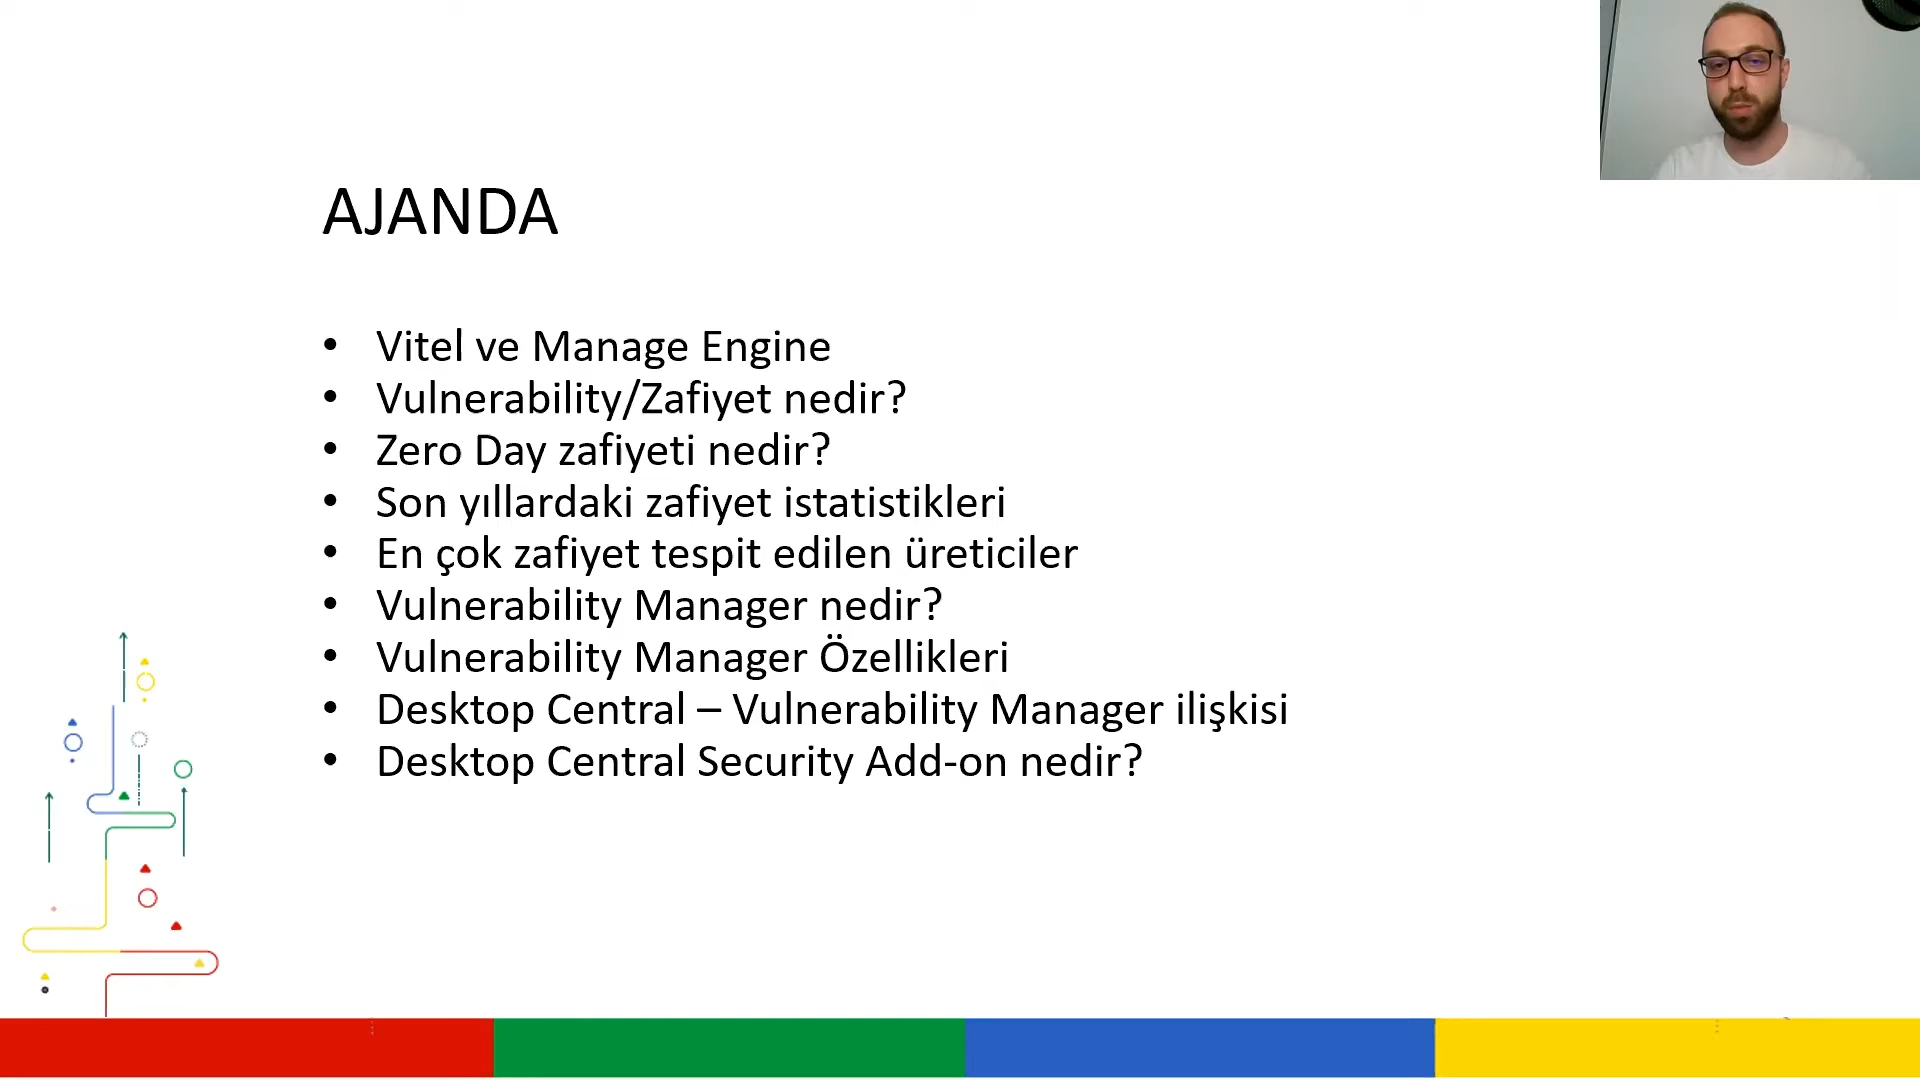 AJANDA
• Vitel ve Manage Engine
• Vulnerability/Zafiyet nedir?
• Zero Day zafiyeti nedir?
• Son yıllardaki zafiyet istatistikleri
• En çok zafiyet tespit edilen üreticiler
• Vulnerability Manager nedir?
• Vulnerability Manager Özellikleri
• Desktop Central – Vulnerability Manager ilişkisi
• Desktop Central Security Add-on nedir?